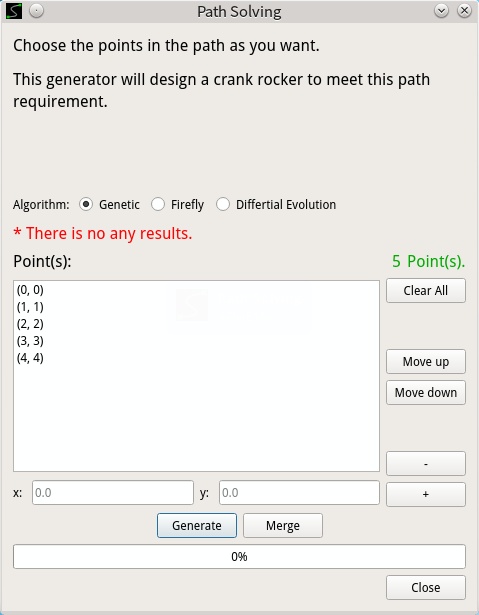 Path Solving
Choose the points in the path as you want.
This generator will design a crank rocker to meet this path
requirement.
Algorithm: Genetic Firefly Differtial Evolution
* There is no any results.
Point(s): 5 Point(s).
(0, 0)
(1, 1)
(2, 2)
(3, 3)
(4, 4)
Clear All
Move up
Move down
-
x: 0.0 y: 0.0 +
Generate Merge
0%
Close